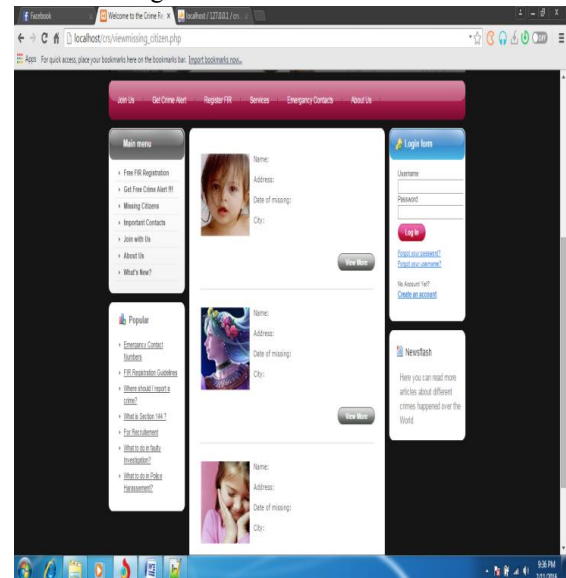 Facebook
Welcome to the Crime Re
localhost / 127.0.0.1 / crs
localhost/crs/viewmissing_citizen.php
Apps For quick access, place your bookmarks here on the bookmarks bar. Import bookmarks now...
Join Us Get Crime Alert Register FIR Services Emergancy Contacts About Us
Main menu
Free FIR Registration
Get Free Crime Alert !!!
Missing Citizens
Important Contacts
Join with Us
About Us
What's New?
Popular
Emergancy Contact
Numbers
FIR Registration Guidelines
Where should I report a
crime?
What is Section 144 ?
For Recruitement
What to do in faulty
Investigation?
What to do in Police
Harassement?
Name:
Address:
Date of missing:
City:
View More
Name:
Address:
Date of missing:
City:
View More
Name:
Address:
Date of missing:
City:
Login form
Username
Password
Log in
Forgot your password?
Forgot your username?
No Account Yet?
Create an account
Newsflash
Here you can read more
articles about different
crimes happened over the
World
9:36 PM